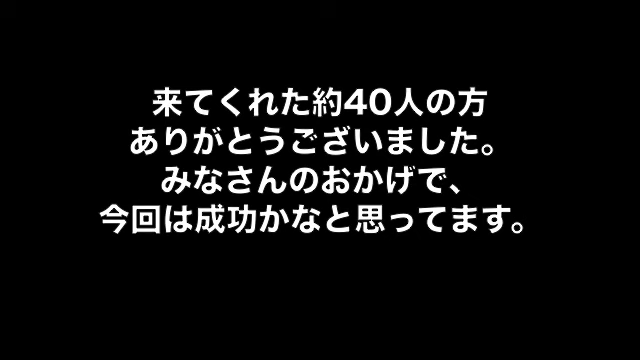 来てくれた約40人の方
ありがとうございました。
みなさんのおかげで、
今回は成功かなと思ってます。